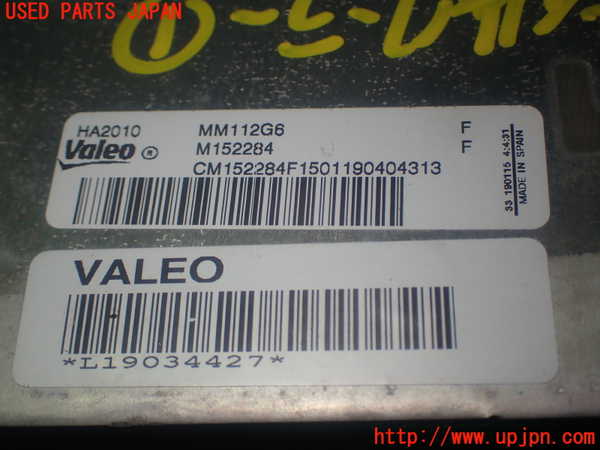 USED PARTS JAPAN
HA2010 MM112G6 F
Valeo ® M152284 F
CM152284F1501190404313
33 190115 4:4:31
MADE IN SPAIN
VALEO
*L19034427*
http://www.upjpn.com/